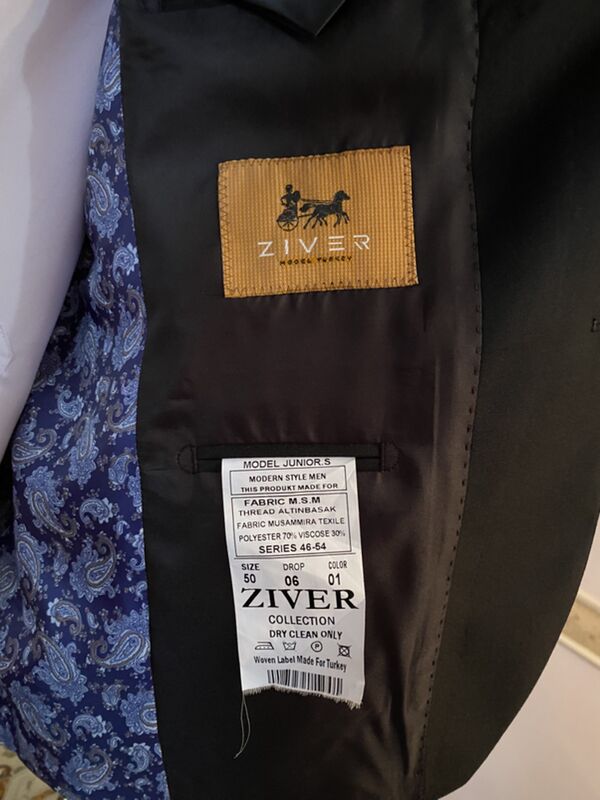 ZIVER
MODEL TURKEY
MODEL JUNIOR.S
MODERN STYLE MEN
THIS PRODUKT MADE FOR
FABRIC M.S.M
THREAD ALTINBASAK
FABRIC MUSAMMIRA TEXILE
POLYESTER 70% VISCOSE 30%
SERIES 46-54
SIZE DROP COLOR
50 06 01
ZIVER
COLLECTION
DRY CLEAN ONLY
P
Woven Label Made For Turkey